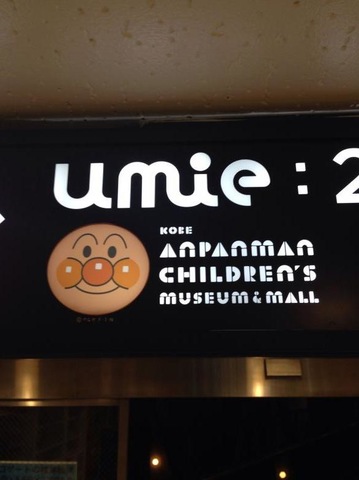 umie : 2
KOBE
ANPANMAN
CHILDREN'S
MUSEUM & MALL